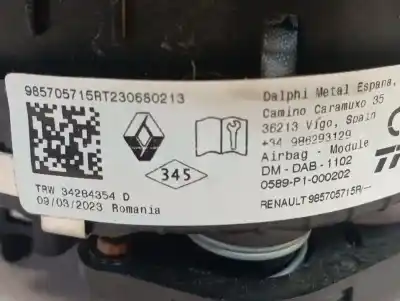 985705715RT230680213
345
TRW 34284354 D
09/03/2023 Romania
Delphi Metal Espana,
Camino Caramuxo 35
36213 Vigo, Spain
+34 986293129
Airbag - Module
DM-DAB-1102
0589-P1-000202
RENAULT 985705715R/--